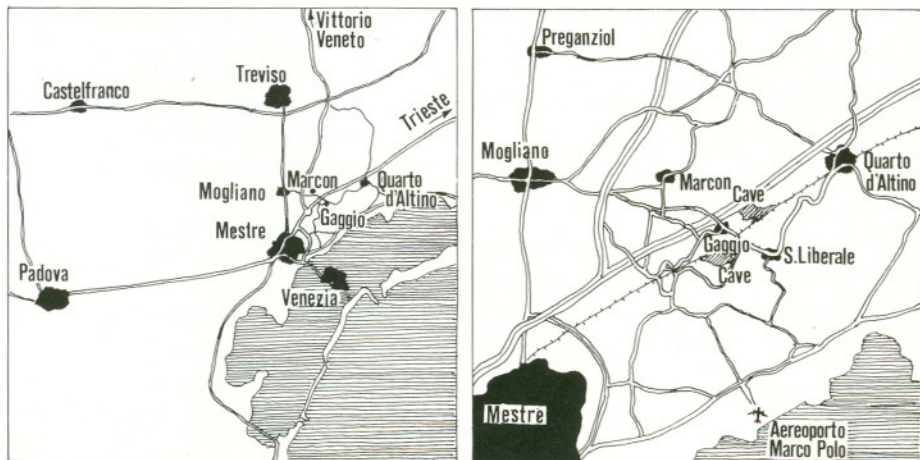 Vittorio
Veneto
Treviso
Castelfranco
Trieste
Mogliano
Marcon
Quarto
d'Altino
Gaggio
Mestre
Padova
Venezia
Preganziol
Mogliano
Marcon
Quarto
d'Altino
Cave
Gaggio
S.Liberale
Cave
Mestre
Aereoporto
Marco Polo